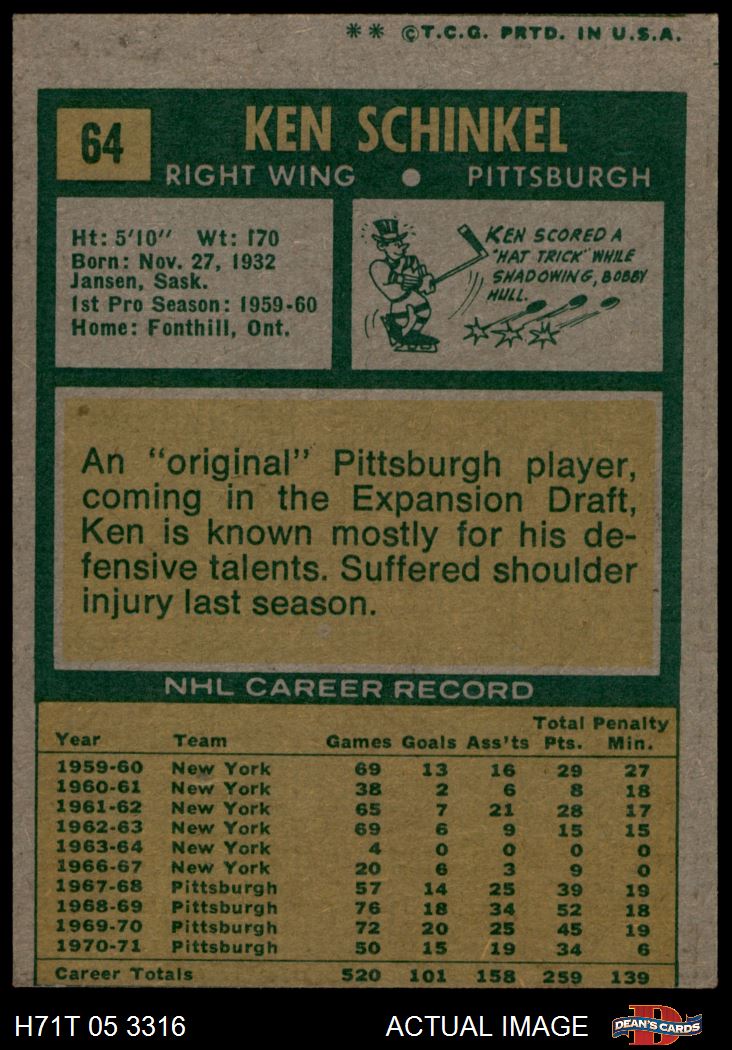 ** ©T.C.G. PRTD. IN U.S.A.
64
KEN SCHINKEL
RIGHT WING ● PITTSBURGH
Ht: 5'10" Wt: 170
Born: Nov. 27, 1932
Jansen, Sask.
1st Pro Season: 1959-60
Home: Fonthill, Ont.
KEN SCORED A
"HAT TRICK" WHILE
SHADOWING, BOBBY
HULL.
An "original" Pittsburgh player,
coming in the Expansion Draft,
Ken is known mostly for his de-
fensive talents. Suffered shoulder
injury last season.
NHL CAREER RECORD
Total Penalty
Year Team Games Goals Ass'ts Pts. Min.
1959-60 New York 69 13 16 29 27
1960-61 New York 38 2 6 8 18
1961-62 New York 65 7 21 28 17
1962-63 New York 69 6 9 15 15
1963-64 New York 4 0 0 0 0
1966-67 New York 20 6 3 9 0
1967-68 Pittsburgh 57 14 25 39 19
1968-69 Pittsburgh 76 18 34 52 18
1969-70 Pittsburgh 72 20 25 45 19
1970-71 Pittsburgh 50 15 19 34 6
Career Totals 520 101 158 259 139
H71T 05 3316 ACTUAL IMAGE
D
DEAN'S CARDS